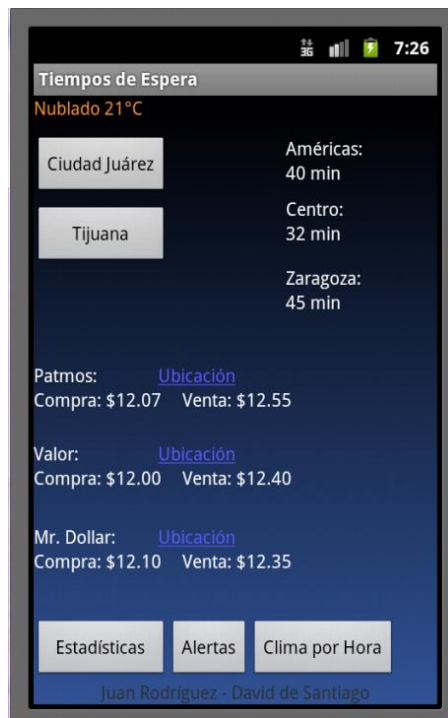 3G 7:26
Tiempos de Espera
Nublado 21°C
Ciudad Juárez
Américas:
40 min
Tijuana
Centro:
32 min
Zaragoza:
45 min
Patmos: Ubicación
Compra: $12.07 Venta: $12.55
Valor: Ubicación
Compra: $12.00 Venta: $12.40
Mr. Dollar: Ubicación
Compra: $12.10 Venta: $12.35
Estadísticas Alertas Clima por Hora
Juan Rodríguez - David de Santiago